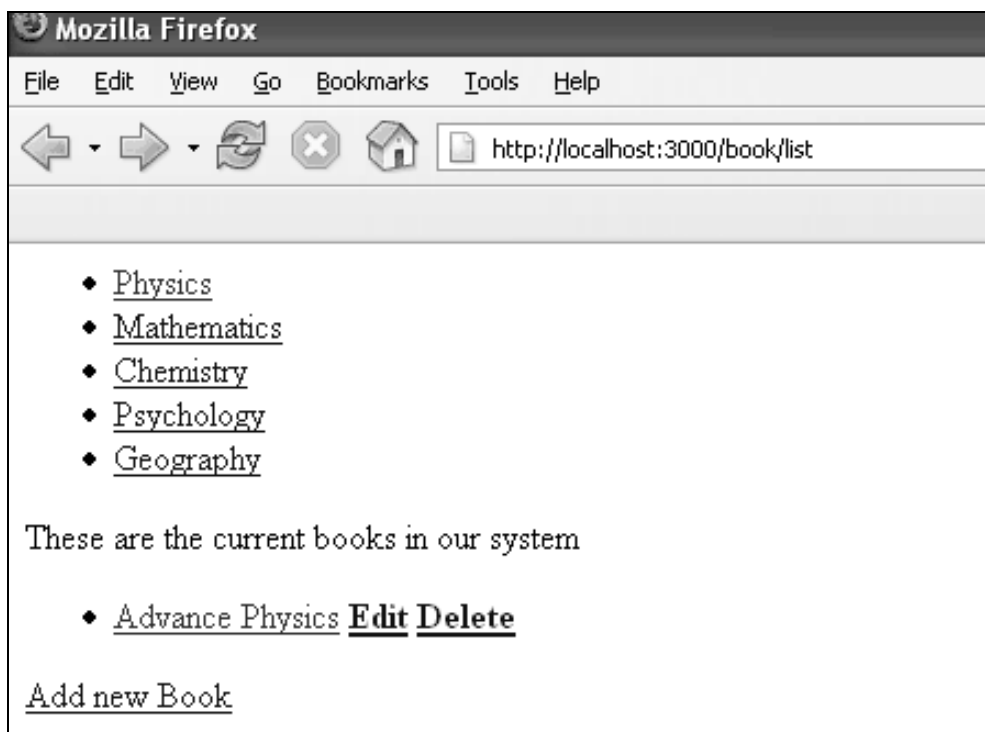 Mozilla Firefox
File Edit View Go Bookmarks Tools Help
http://localhost:3000/book/list
Physics
Mathematics
Chemistry
Psychology
Geography
These are the current books in our system
Advance Physics Edit Delete
Add new Book